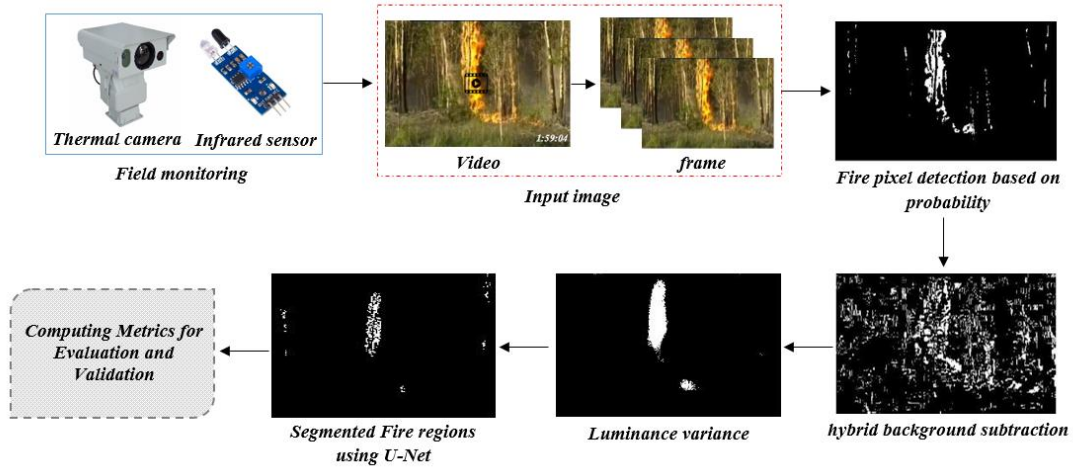 Thermal camera
Infrared sensor
Field monitoring
1:59:04
Video
frame
Input image
Fire pixel detection based on
probability
hybrid background subtraction
Luminance variance
Segmented Fire regions
using U-Net
Computing Metrics for
Evaluation and
Validation